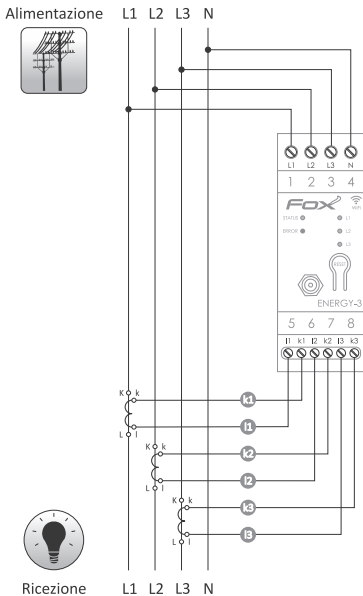 Alimentazione L1 L2 L3 N
L1 L2 L3 N
1 2 3 4
Fox WiFi
STATUS L1
ERROR L2
L3
RESET
ENERGY-3
5 6 7 8
l1 k1 l2 k2 l3 k3
K k
k1
L l
l1
K k
k2
L l
l2
K k
k3
L l
l3
Ricezione L1 L2 L3 N